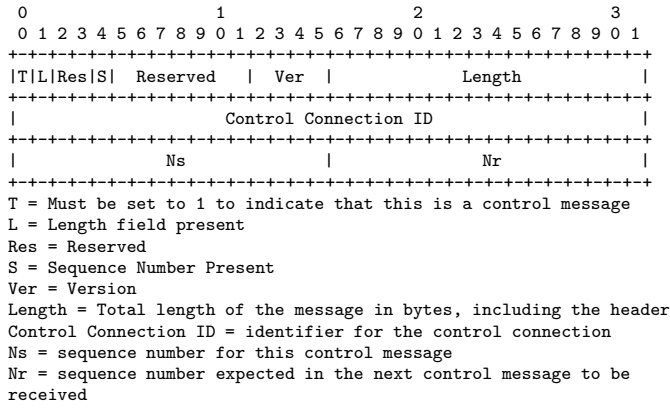 0                   1                   2                   3
 0 1 2 3 4 5 6 7 8 9 0 1 2 3 4 5 6 7 8 9 0 1 2 3 4 5 6 7 8 9 0 1
+-+-+-+-+-+-+-+-+-+-+-+-+-+-+-+-+-+-+-+-+-+-+-+-+-+-+-+-+-+-+-+-+
|T|L|Res|S|  Reserved   |  Ver  |             Length            |
+-+-+-+-+-+-+-+-+-+-+-+-+-+-+-+-+-+-+-+-+-+-+-+-+-+-+-+-+-+-+-+-+
|                     Control Connection ID                     |
+-+-+-+-+-+-+-+-+-+-+-+-+-+-+-+-+-+-+-+-+-+-+-+-+-+-+-+-+-+-+-+-+
|               Ns              |               Nr              |
+-+-+-+-+-+-+-+-+-+-+-+-+-+-+-+-+-+-+-+-+-+-+-+-+-+-+-+-+-+-+-+-+
T = Must be set to 1 to indicate that this is a control message
L = Length field present
Res = Reserved
S = Sequence Number Present
Ver = Version
Length = Total length of the message in bytes, including the header
Control Connection ID = identifier for the control connection
Ns = sequence number for this control message
Nr = sequence number expected in the next control message to be
received